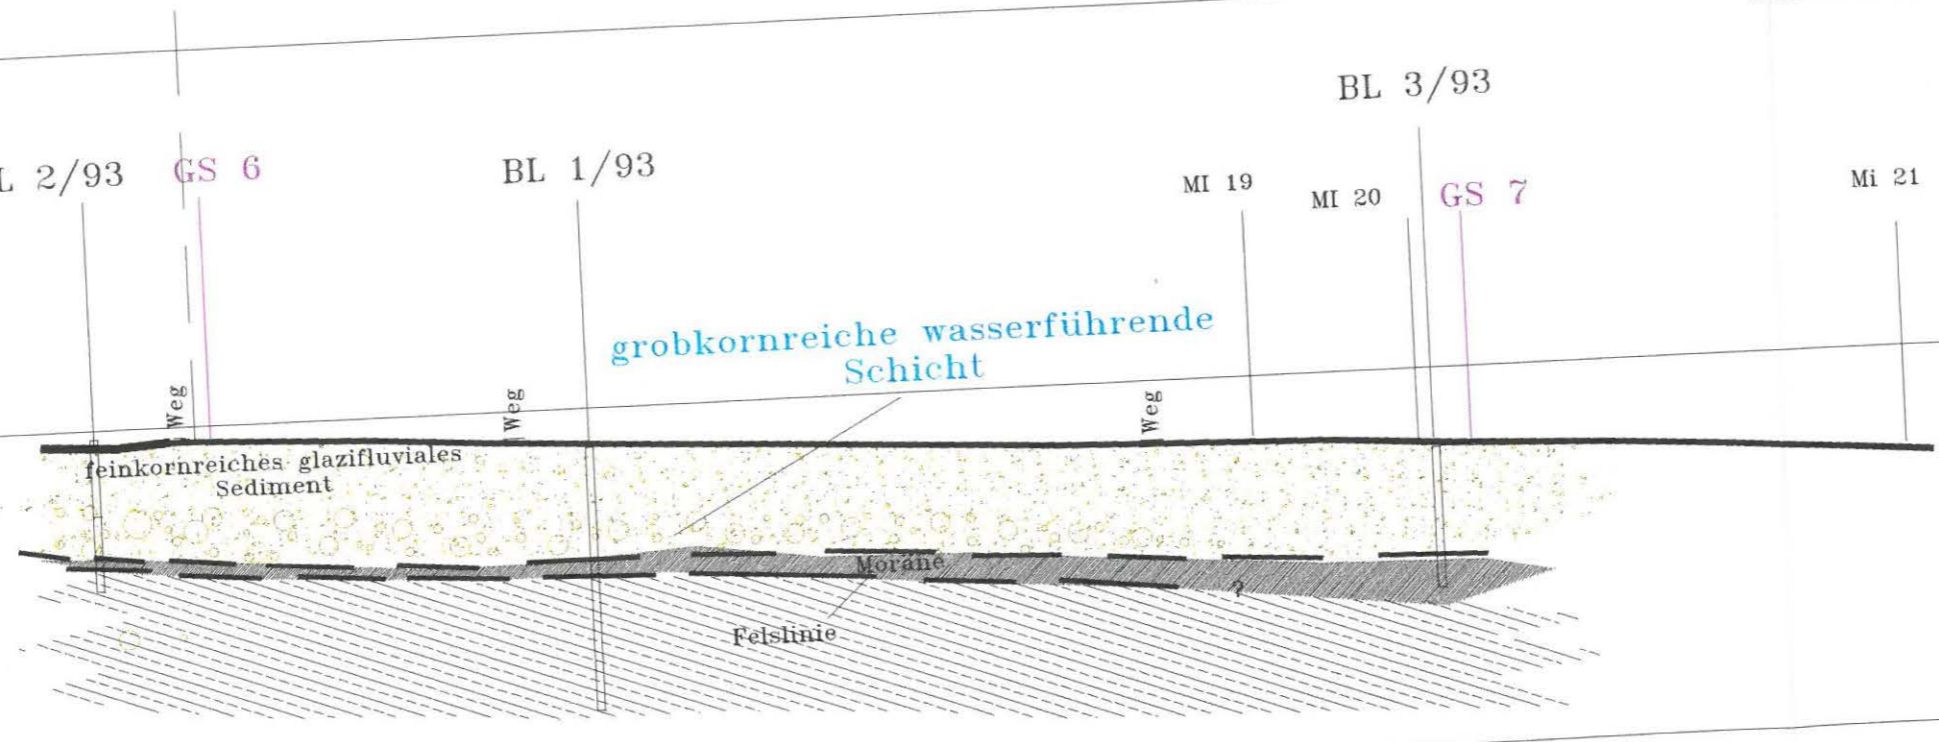 BL 3/93
L 2/93
GS 6
BL 1/93
MI 19
MI 20
GS 7
Mi 21
grobkornreiche wasserführende
Schicht
Weg
Weg
Weg
feinkornreiches glazifluviales
Sediment
Moräne
?
Felslinie